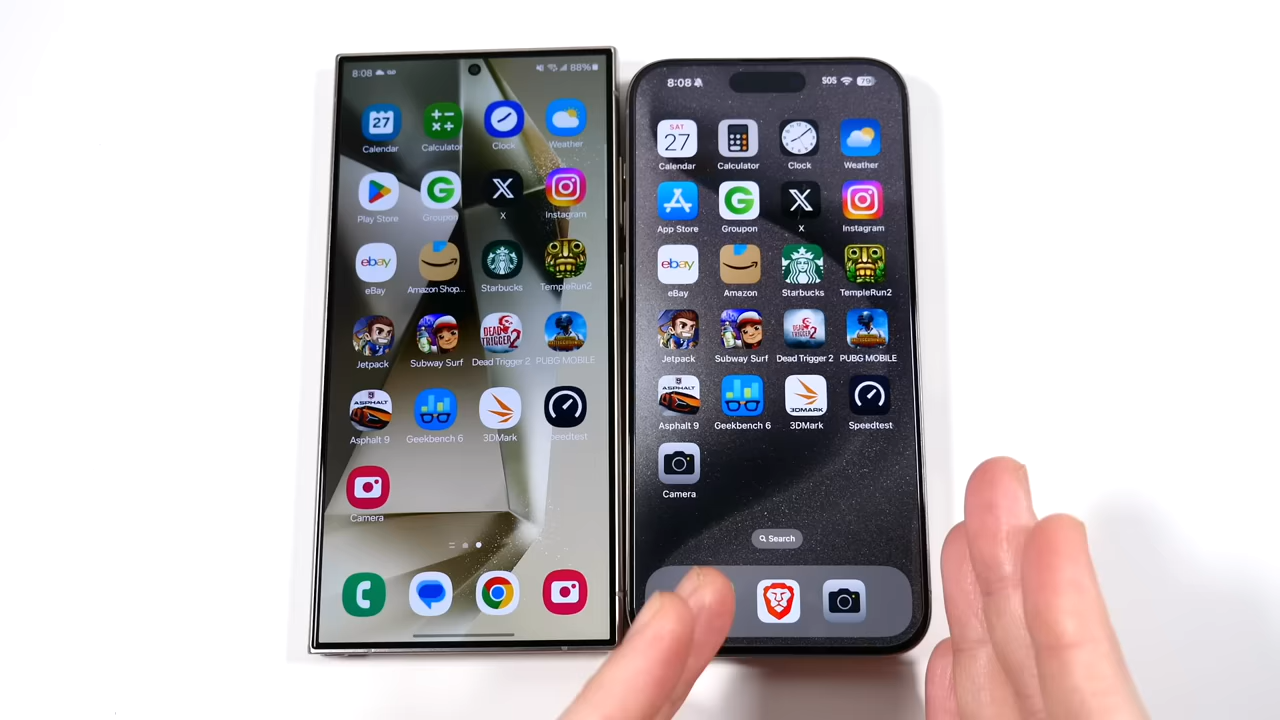 8:08
88%
27
Calendar
Calculator
Clock
Weather
Play Store
Groupon
X
Instagram
ebay
eBay
Amazon Shop...
Starbucks
TempleRun2
Jetpack
Subway Surf
DEAD TRIGGER 2
Dead Trigger 2
PUBG MOBILE
ASPHALT 9
Asphalt 9
Geekbench 6
3DMark
Speedtest
Camera
8:08
SOS
79
SAT
27
Calendar
Calculator
Clock
Weather
App Store
Groupon
X
Instagram
ebay
eBay
Amazon
Starbucks
TempleRun2
Jetpack
Subway Surf
DEAD TRIGGER 2
Dead Trigger 2
PUBG MOBILE
ASPHALT 9
3DMARK
Asphalt 9
Geekbench 6
3DMark
Speedtest
Camera
Search